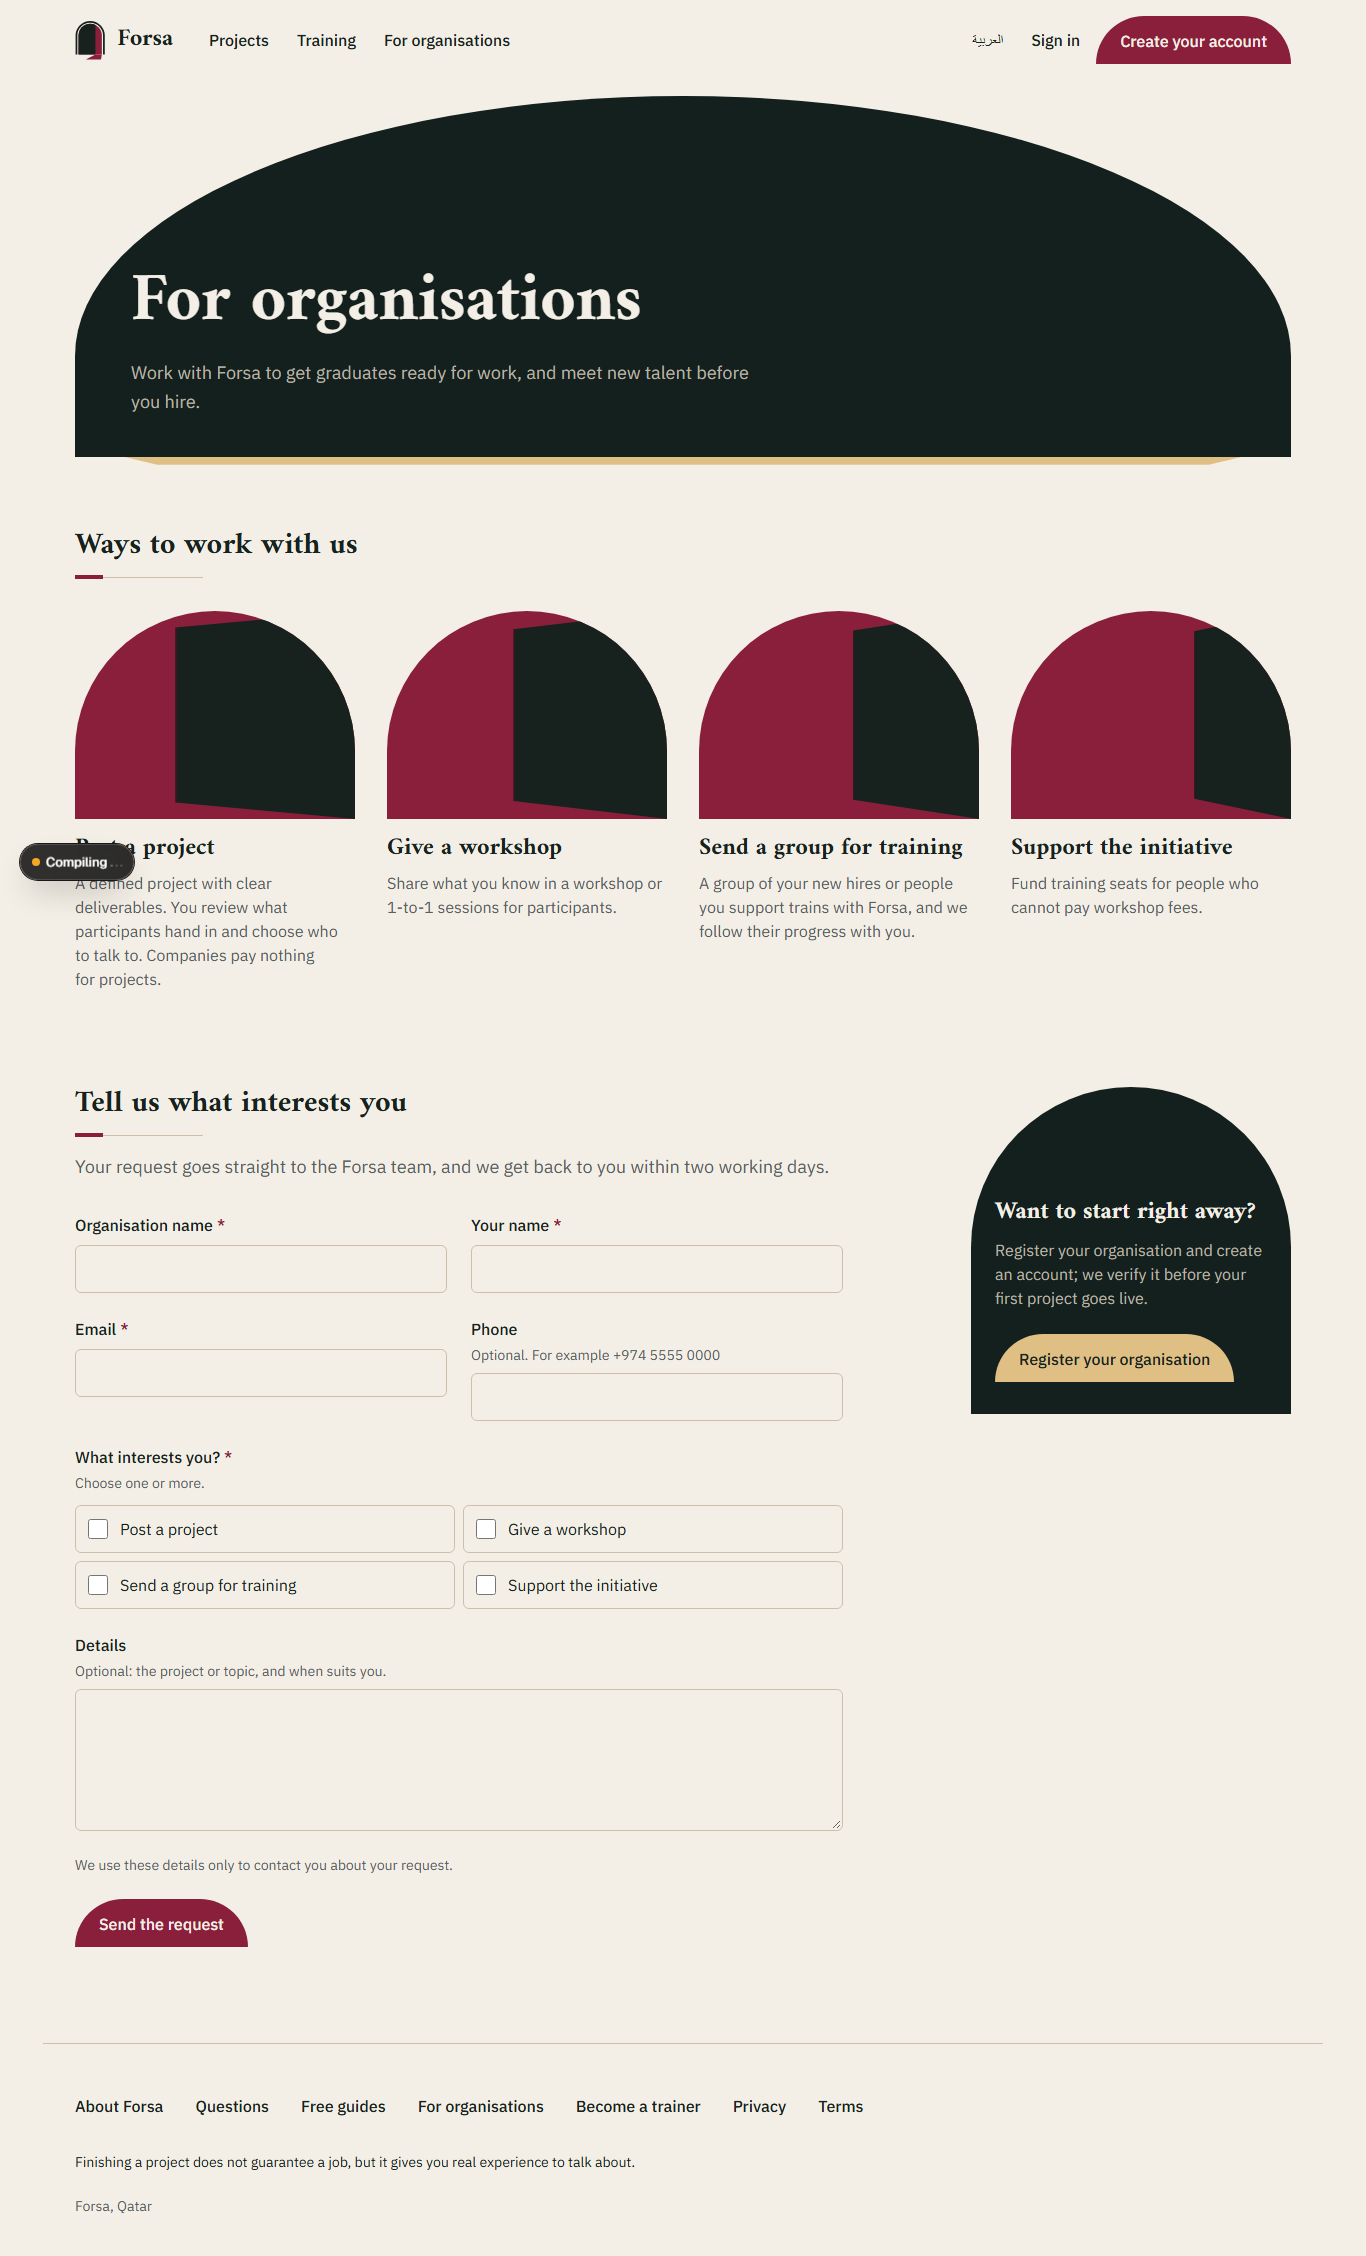 Forsa
Projects
Training
For organisations
العربية
Sign in
Create your account
For organisations
Work with Forsa to get graduates ready for work, and meet new talent before
you hire.
Ways to work with us
a project
Compiling...
A defined project with clear
deliverables. You review what
participants hand in and choose who
to talk to. Companies pay nothing
for projects.
Give a workshop
Share what you know in a workshop or
1-to-1 sessions for participants.
Send a group for training
A group of your new hires or people
you support trains with Forsa, and we
follow their progress with you.
Support the initiative
Fund training seats for people who
cannot pay workshop fees.
Tell us what interests you
Your request goes straight to the Forsa team, and we get back to you within two working days.
Organisation name *
Your name *
Email *
Phone
Optional. For example +974 5555 0000
What interests you? *
Choose one or more.
Post a project
Give a workshop
Send a group for training
Support the initiative
Details
Optional: the project or topic, and when suits you.
We use these details only to contact you about your request.
Send the request
Want to start right away?
Register your organisation and create
an account; we verify it before your
first project goes live.
Register your organisation
About Forsa
Questions
Free guides
For organisations
Become a trainer
Privacy
Terms
Finishing a project does not guarantee a job, but it gives you real experience to talk about.
Forsa, Qatar